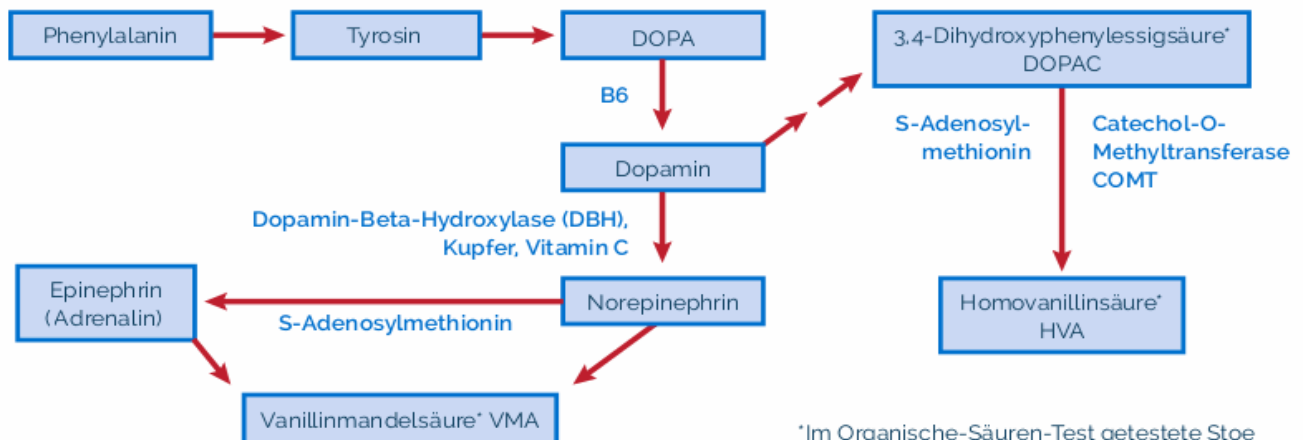 Phenylalanin
Tyrosin
DOPA
3,4-Dihydroxyphenylessigsäure*
DOPAC
B6
S-Adenosyl-
methionin
Catechol-O-
Methyltransferase
COMT
Dopamin
Dopamin-Beta-Hydroxylase (DBH),
Kupfer, Vitamin C
Epinephrin
(Adrenalin)
S-Adenosylmethionin
Norepinephrin
Homovanillinsäure*
HVA
Vanillinmandelsäure* VMA
*Im Organische-Säuren-Test getestete Stoe